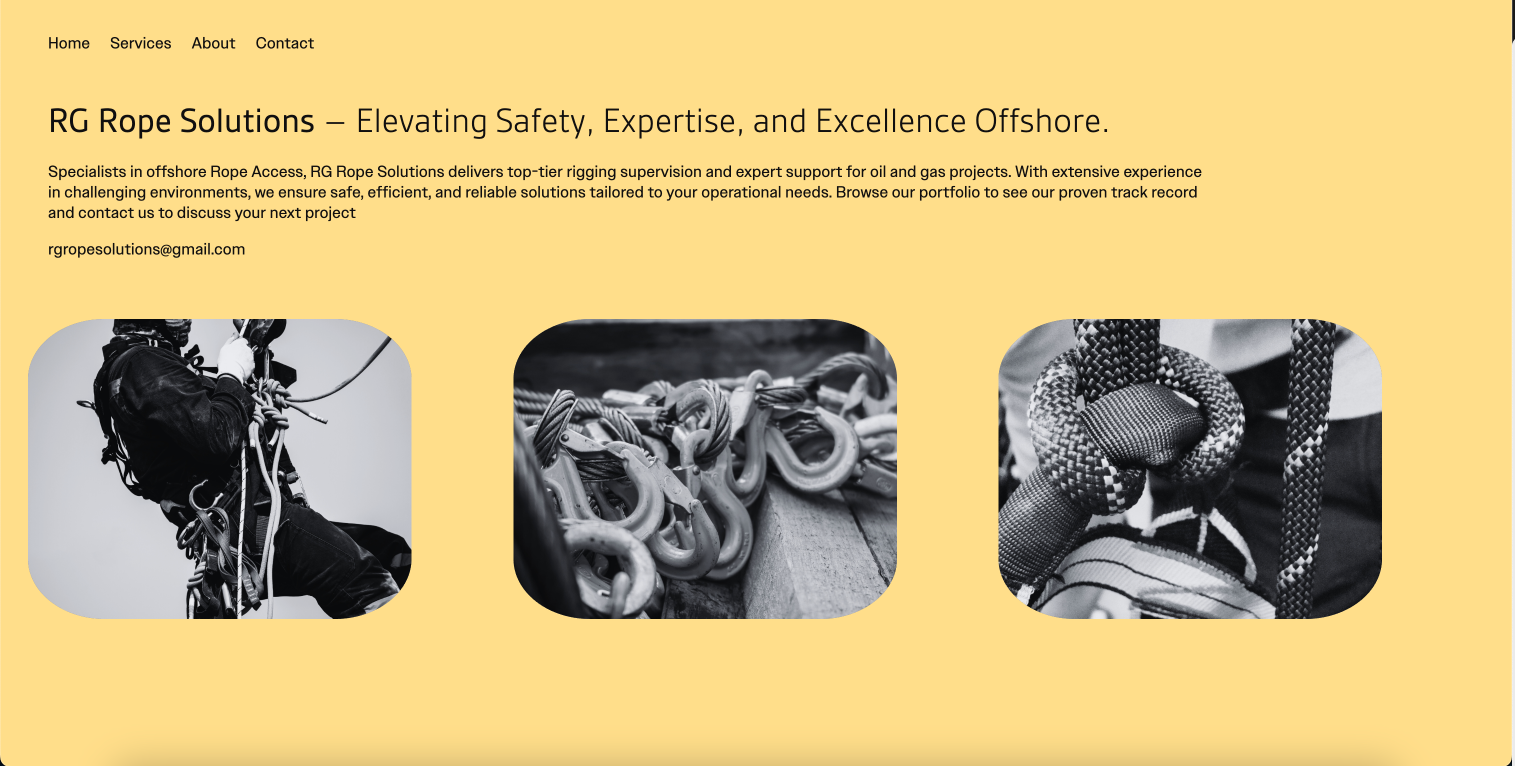 Home Services About Contact
RG Rope Solutions – Elevating Safety, Expertise, and Excellence Offshore.
Specialists in offshore Rope Access, RG Rope Solutions delivers top-tier rigging supervision and expert support for oil and gas projects. With extensive experience
in challenging environments, we ensure safe, efficient, and reliable solutions tailored to your operational needs. Browse our portfolio to see our proven track record
and contact us to discuss your next project
rgropesolutions@gmail.com